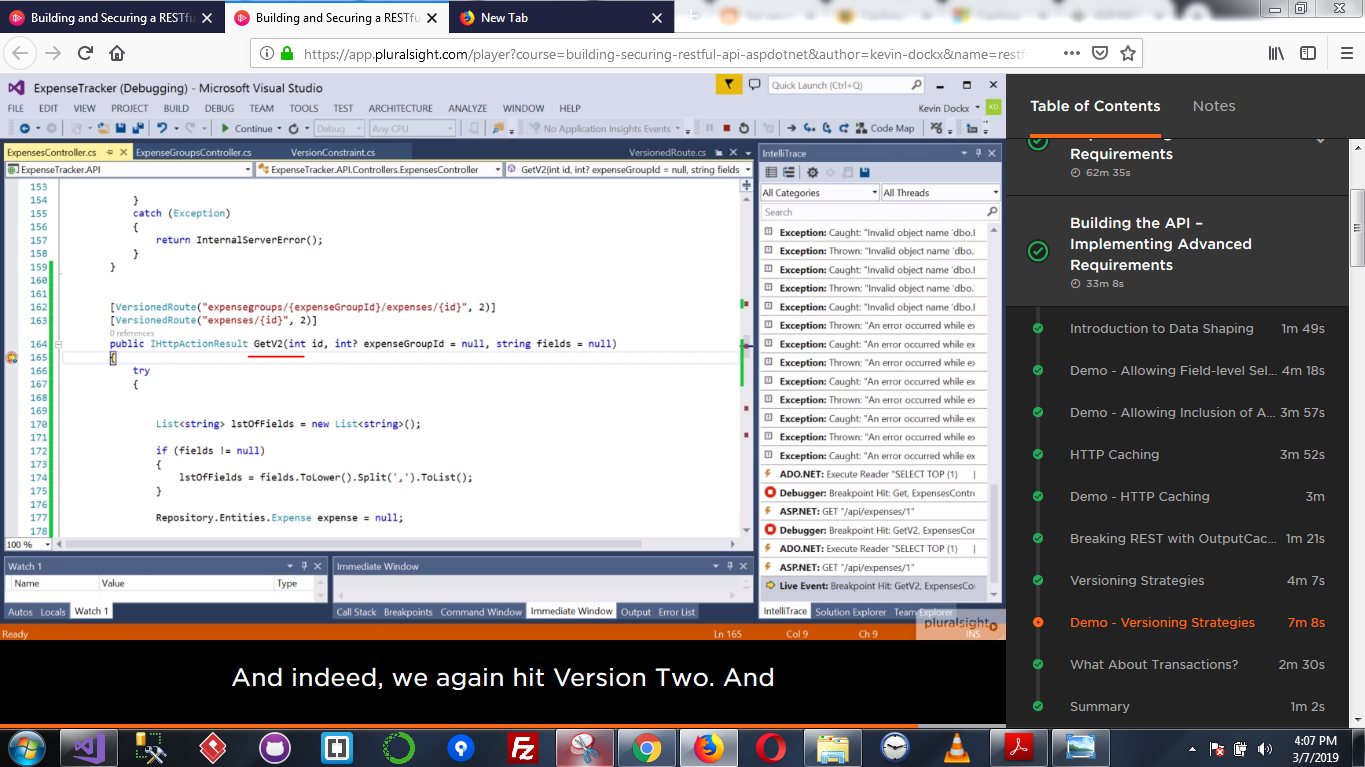 Building and Securing a RESTfu
Building and Securing a RESTfu
New Tab
https://app.pluralsight.com/player?course=building-securing-restful-api-aspdotnet&author=kevin-dockx&name=restf
ExpenseTracker (Debugging) - Microsoft Visual Studio
Quick Launch (Ctrl+Q)
FILE EDIT VIEW PROJECT BUILD DEBUG TEAM TOOLS TEST ARCHITECTURE ANALYZE WINDOW HELP
Kevin Dockx KD
Continue Debug Any CPU No Application Insights Events Code Map
ExpensesController.cs ExpenseGroupsController.cs VersionConstraint.cs VersionedRoute.cs
ExpenseTracker.API ExpenseTracker.API.Controllers.ExpensesController GetV2(int id, int? expenseGroupId = null, string fields
153
154 }
155 catch (Exception)
156 {
157 return InternalServerError();
158 }
159 }
160
161
162 [VersionedRoute("expensegroups/{expenseGroupId}/expenses/{id}", 2)]
163 [VersionedRoute("expenses/{id}", 2)]
0 references
164 public IHttpActionResult GetV2(int id, int? expenseGroupId = null, string fields = null)
165 {
166 try
167 {
168
169
170 List<string> lstOfFields = new List<string>();
171
172 if (fields != null)
173 {
174 lstOfFields = fields.ToLower().Split(',').ToList();
175 }
176
177 Repository.Entities.Expense expense = null;
178
100 %
IntelliTrace
All Categories All Threads
Search
Exception: Caught: "Invalid object name 'dbo.E
Exception: Thrown: "An error occurred while ex
Exception: Caught: "Invalid object name 'dbo.
Exception: Thrown: "Invalid object name 'dbo.
Exception: Caught: "Invalid object name 'dbo.
Exception: Thrown: "An error occurred while ex
Exception: Caught: "An error occurred while ex
Exception: Thrown: "An error occurred while ex
Exception: Caught: "An error occurred while ex
Exception: Thrown: "An error occurred while ex
Exception: Caught: "An error occurred while ex
Exception: Thrown: "An error occurred while ex
Exception: Caught: "An error occurred while ex
ADO.NET: Execute Reader "SELECT TOP (1)
Debugger: Breakpoint Hit: Get, ExpensesContro
ASP.NET: GET "/api/expenses/1"
Debugger: Breakpoint Hit: GetV2, ExpensesCor
ADO.NET: Execute Reader "SELECT TOP (1)
ASP.NET: GET "/api/expenses/1"
Live Event: Breakpoint Hit: GetV2, ExpensesCo
IntelliTrace Solution Explorer Team Explorer
Watch 1
Name Value Type
Autos Locals Watch 1
Immediate Window
Call Stack Breakpoints Command Window Immediate Window Output Error List
Ready Ln 165 Col 9 Ch 9 INS
pluralsight
And indeed, we again hit Version Two. And
Table of Contents Notes
Requirements
62m 35s
Building the API –
Implementing Advanced
Requirements
33m 8s
Introduction to Data Shaping 1m 49s
Demo - Allowing Field-level Sel... 4m 18s
Demo - Allowing Inclusion of A... 3m 57s
HTTP Caching 3m 52s
Demo - HTTP Caching 3m
Breaking REST with OutputCac... 1m 21s
Versioning Strategies 4m 7s
Demo - Versioning Strategies 7m 8s
What About Transactions? 2m 30s
Summary 1m 2s
4:07 PM
3/7/2019